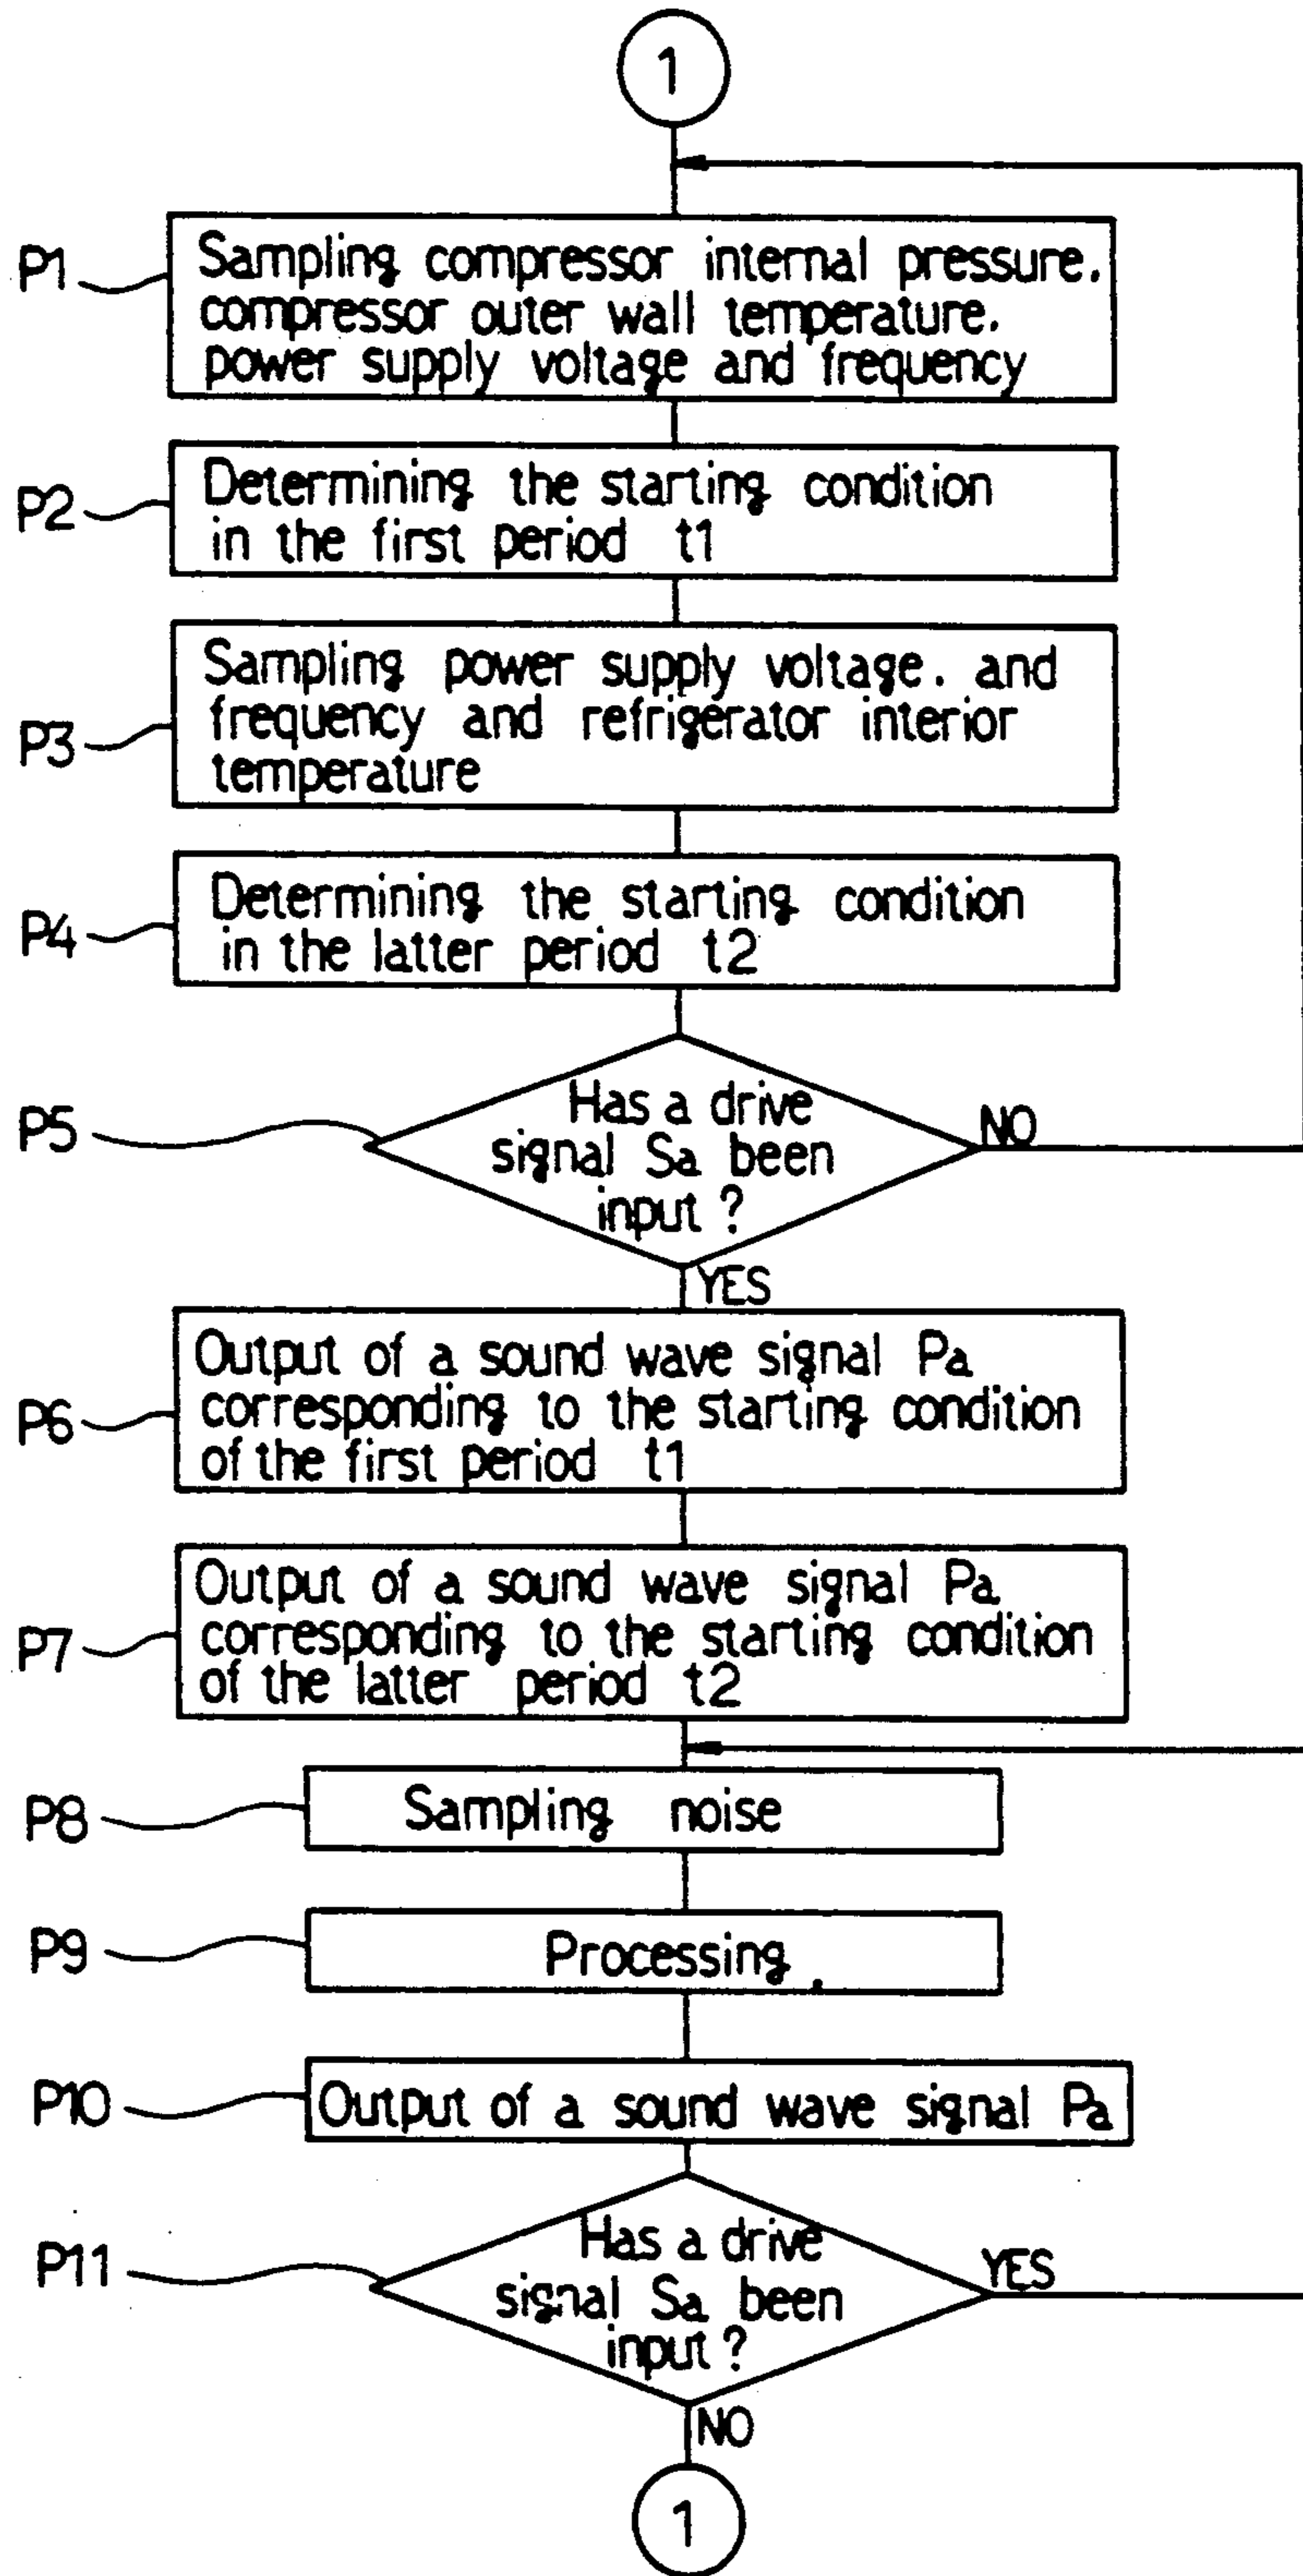 1
P1
Sampling compressor internal pressure.
compressor outer wall temperature.
power supply voltage and frequency
P2
Determining the starting condition
in the first period t1
P3
Sampling power supply voltage. and
frequency and refrigerator interior
temperature
P4
Determining the starting condition
in the latter period t2
P5
Has a drive
signal Sa been
input ?
NO
YES
P6
Output of a sound wave signal Pa
corresponding to the starting condition
of the first period t1
P7
Output of a sound wave signal Pa
corresponding to the starting condition
of the latter period t2
P8
Sampling noise
P9
Processing
P10
Output of a sound wave signal Pa
P11
Has a drive
signal Sa been
input ?
YES
NO
1